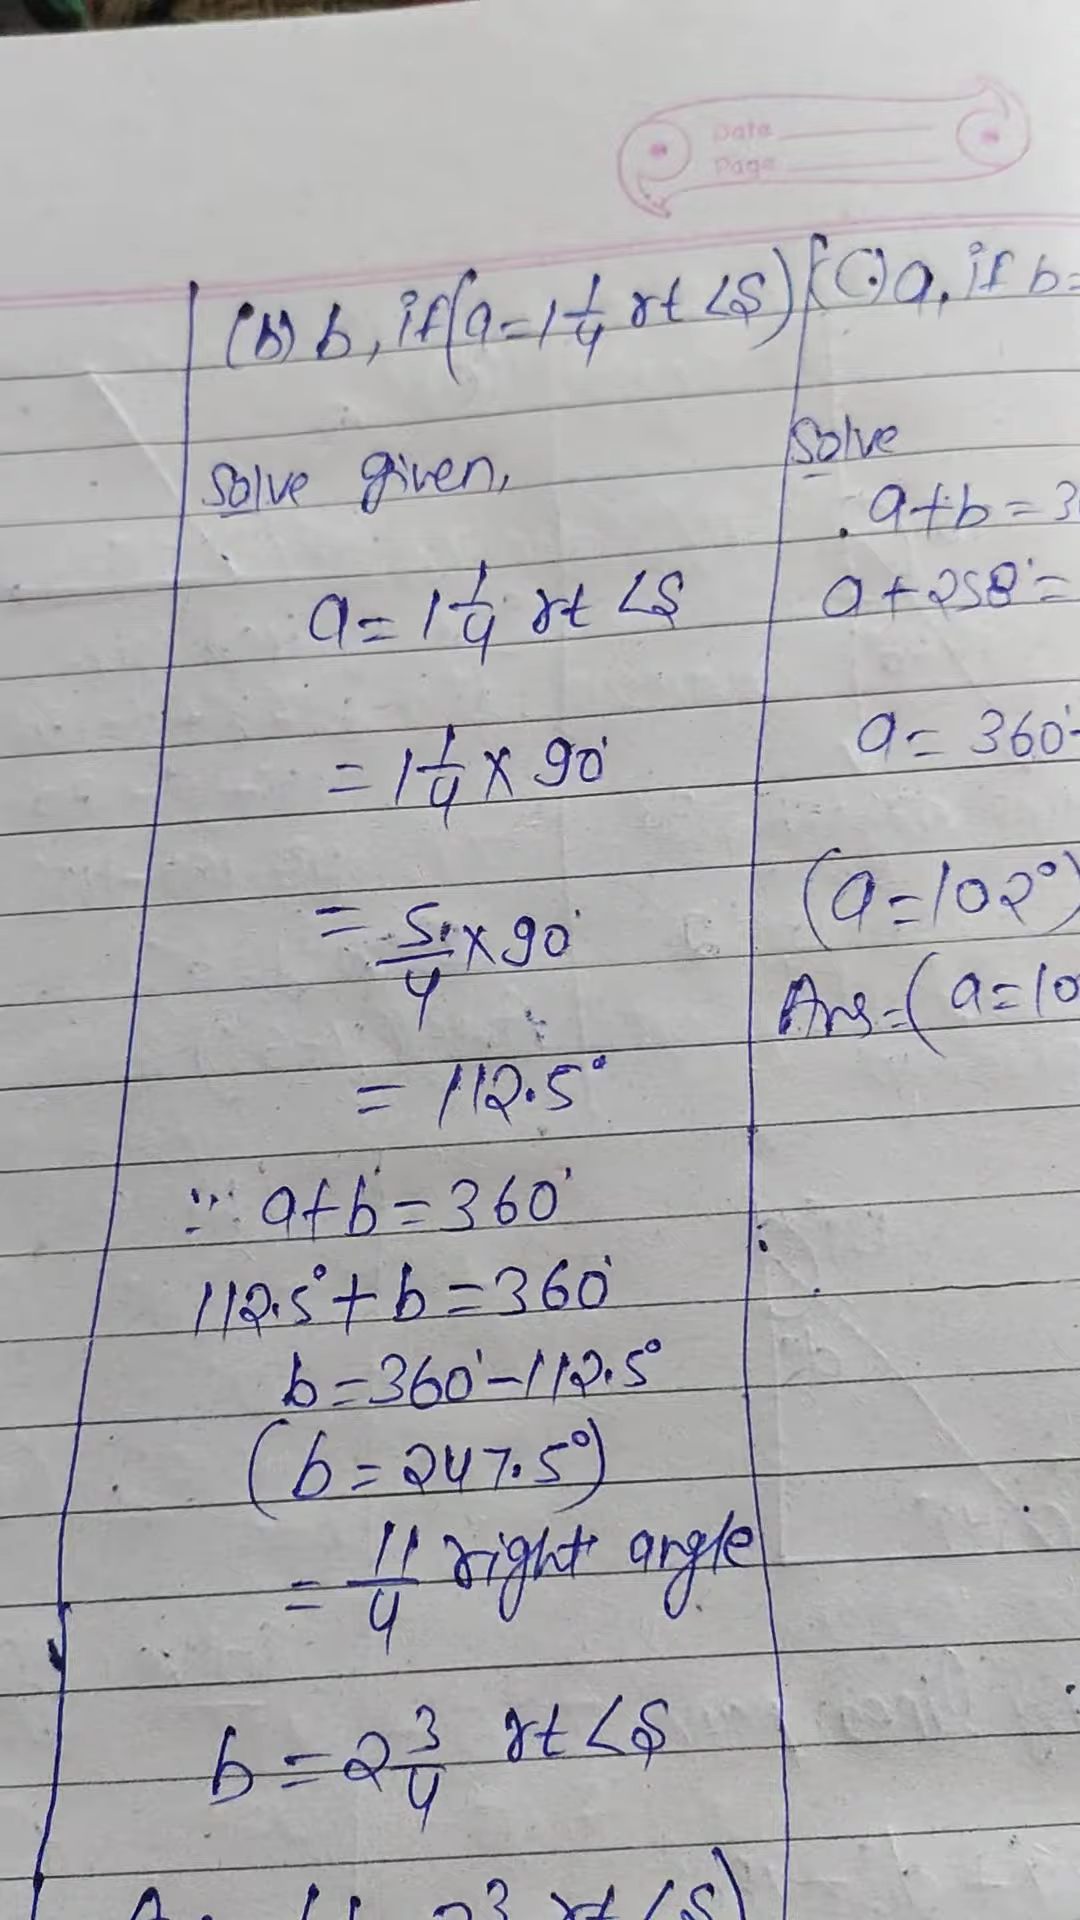 Date
Page
(b) b, if (a = 1 1/4 rt ∠S)
Solve given,
a = 1 1/4 rt ∠S
= 1 1/4 × 90°
= 5/4 × 90°
= 112.5°
∵ a+b = 360°
112.5° + b = 360°
b = 360° - 112.5°
(b = 247.5°)
= 11/4 right angle
b = 2 3/4 rt ∠S
3 rt ∠S)
(C) a, if b =
Solve
a+b = 3
a + 258° =
a = 360° -
(a = 102°)
Ans = (a = 10